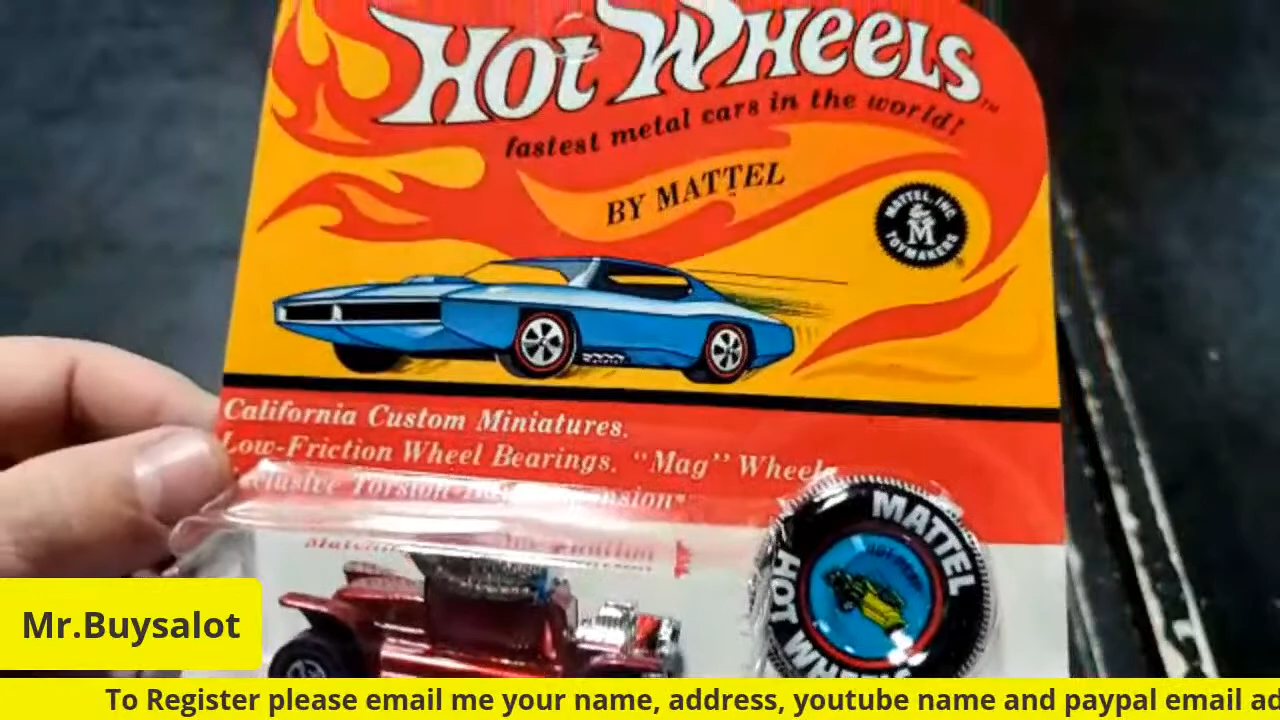 HOT WHEELS™
fastest metal cars in the world!
BY MATTEL
MATTEL, INC.
M
TOYMAKERS
California Custom Miniatures.
Low-Friction Wheel Bearings. “Mag” Wheels
Torsion-
MATTEL
HOT WHEELS
Mr.Buysalot
To Register please email me your name, address, youtube name and paypal email ad